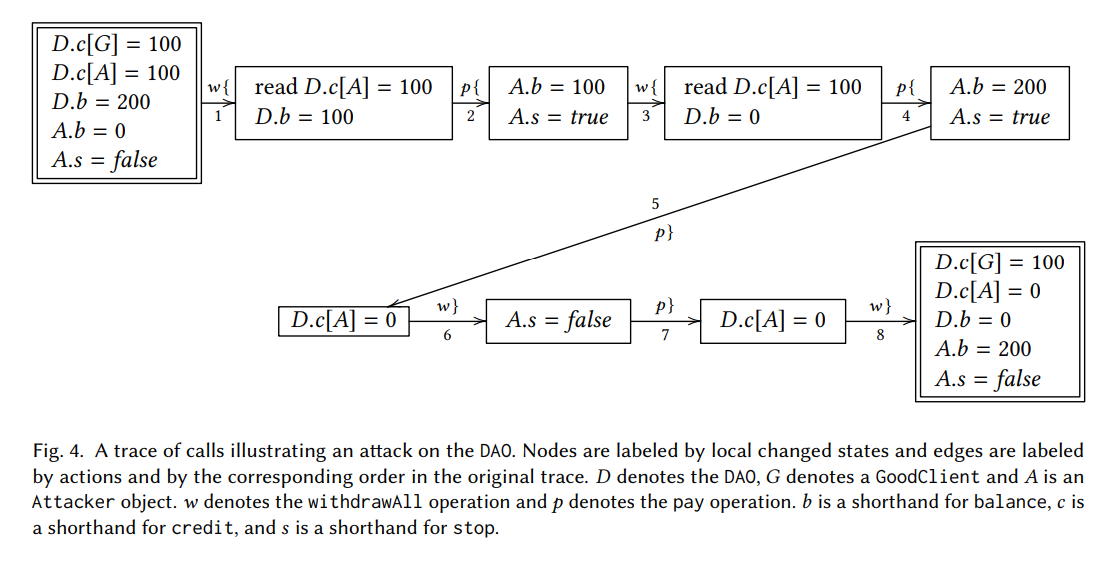 D.c[G] = 100
D.c[A] = 100
D.b = 200
A.b = 0
A.s = false
w{
1
read D.c[A] = 100
D.b = 100
p{
2
A.b = 100
A.s = true
w{
3
read D.c[A] = 100
D.b = 0
p{
4
A.b = 200
A.s = true
5
p}
D.c[A] = 0
w}
6
A.s = false
p}
7
D.c[A] = 0
w}
8
D.c[G] = 100
D.c[A] = 0
D.b = 0
A.b = 200
A.s = false
Fig. 4. A trace of calls illustrating an attack on the DAO. Nodes are labeled by local changed states and edges are labeled
by actions and by the corresponding order in the original trace. D denotes the DAO, G denotes a GoodClient and A is an
Attacker object. w denotes the withdrawAll operation and p denotes the pay operation. b is a shorthand for balance, c is
a shorthand for credit, and s is a shorthand for stop.